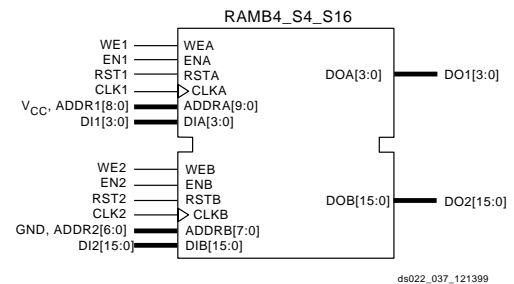 RAMB4_S4_S16
WE1 WEA
EN1 ENA
RST1 RSTA DOA[3:0] DO1[3:0]
CLK1 CLKA
VCC, ADDR1[8:0] ADDRA[9:0]
DI1[3:0] DIA[3:0]
WE2 WEB
EN2 ENB
RST2 RSTB DOB[15:0] DO2[15:0]
CLK2 CLKB
GND, ADDR2[6:0] ADDRB[7:0]
DI2[15:0] DIB[15:0]
ds022_037_121399